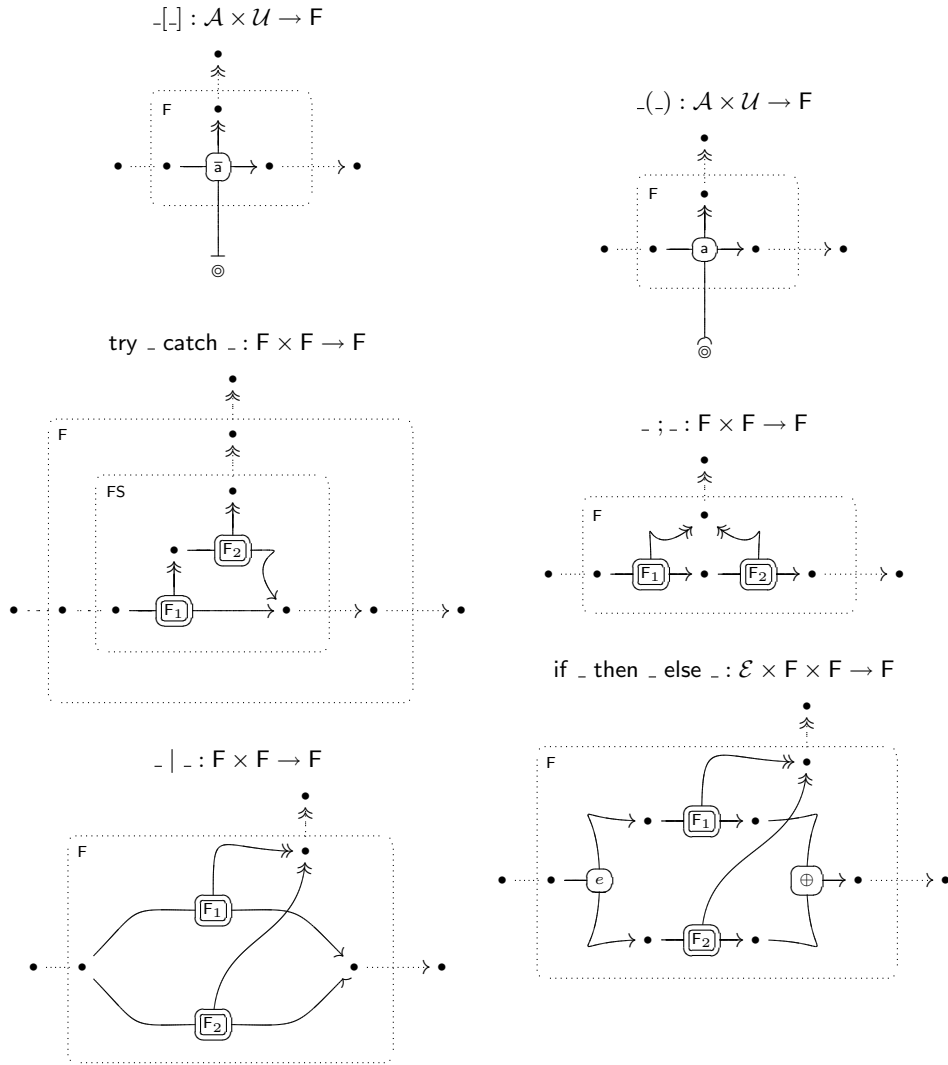 _[_] : 𝒜 × 𝒰 → F
F
a̅
_(_) : 𝒜 × 𝒰 → F
F
a
try _ catch _ : F × F → F
F
FS
F₂
F₁
_ ; _ : F × F → F
F
F₁
F₂
if _ then _ else _ : ℰ × F × F → F
F
F₁
e
⊕
F₂
_ | _ : F × F → F
F
F₁
F₂